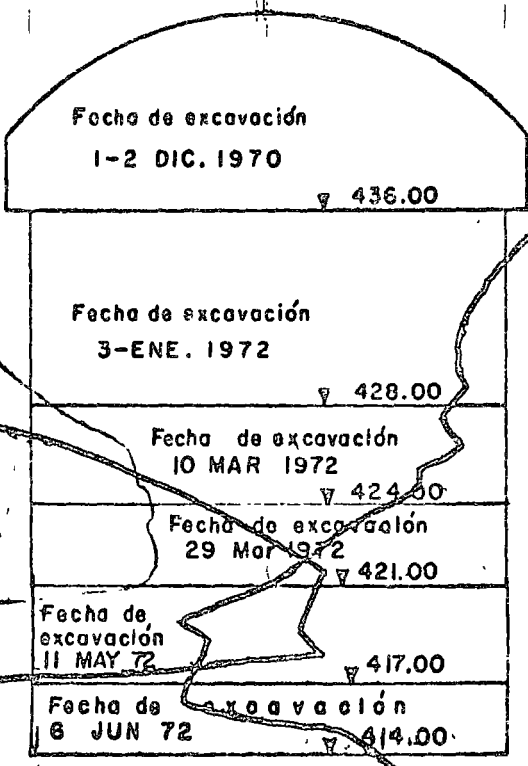 Fecha de excavación
1-2 DIC. 1970
436.00
Fecha de excavación
3-ENE. 1972
428.00
Fecha de excavación
10 MAR 1972
424.00
Fecha de excavación
29 Mar 1972
421.00
Fecha de
excavación
11 MAY 72
417.00
Fecha de excavación
6 JUN 72
414.00